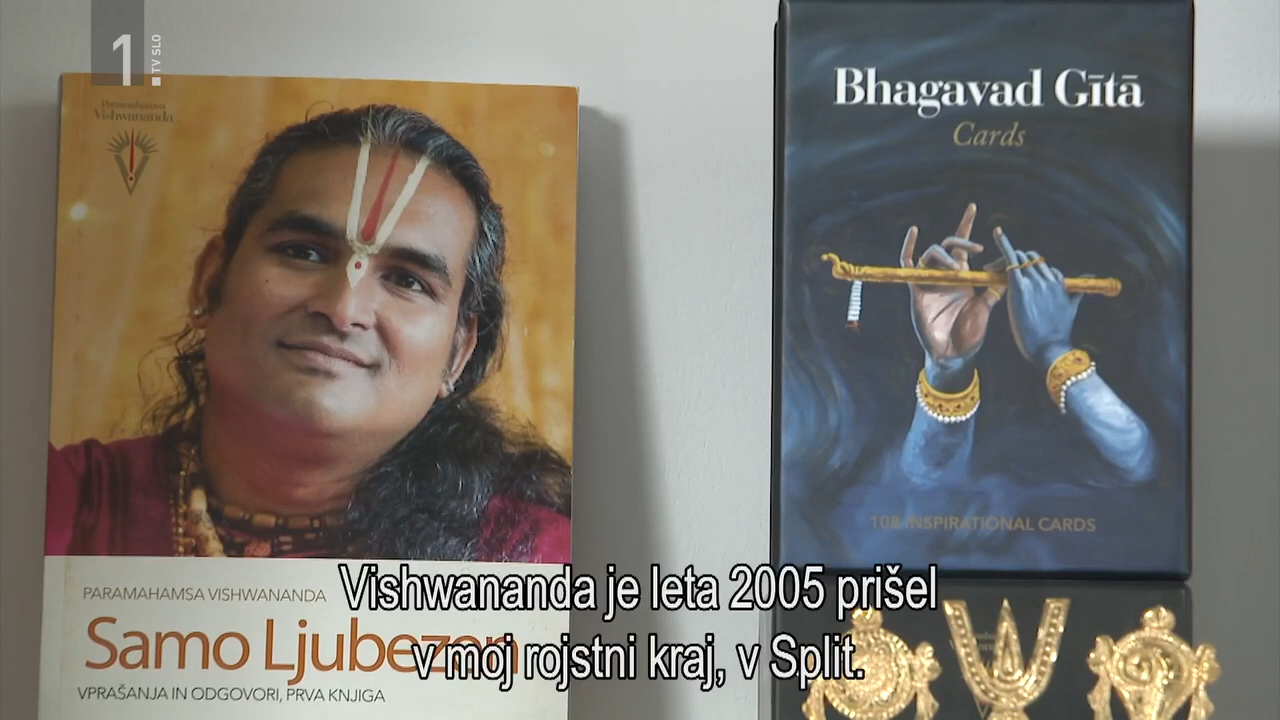 1
TV SLO
Paramahamsa
Vishwananda
PARAMAHAMSA VISHWANANDA
Samo Ljubezen
VPRAŠANJA IN ODGOVORI, PRVA KNJIGA
Bhagavad Gītā
Cards
108 INSPIRATIONAL CARDS
Vishwananda je leta 2005 prišel
v moj rojstni kraj, v Split.